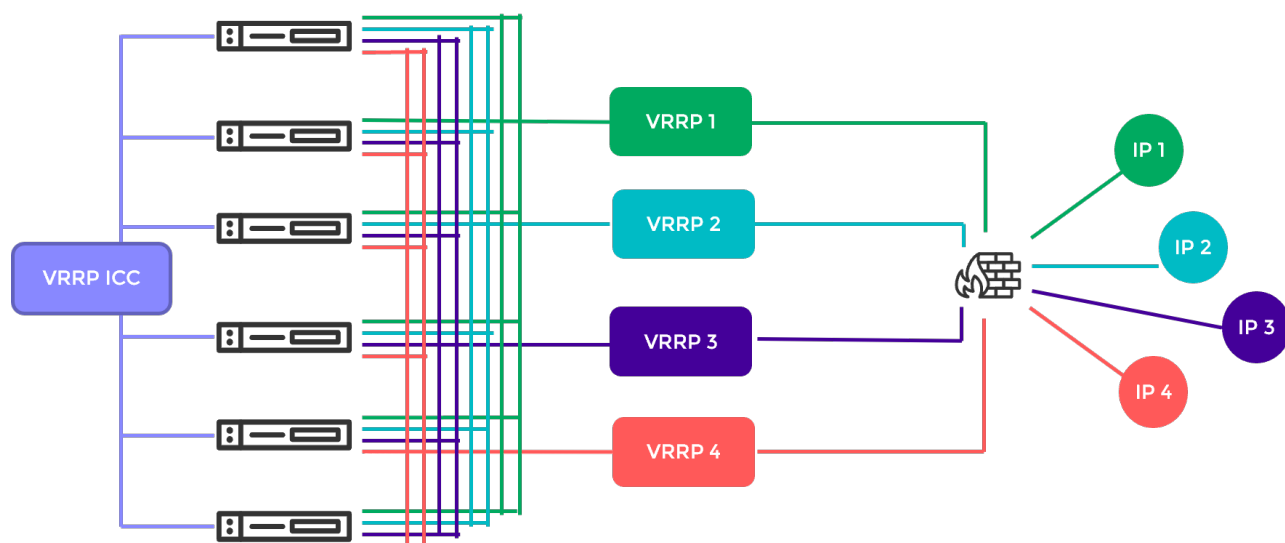 VRRP ICC
VRRP 1
VRRP 2
VRRP 3
VRRP 4
IP 1
IP 2
IP 3
IP 4